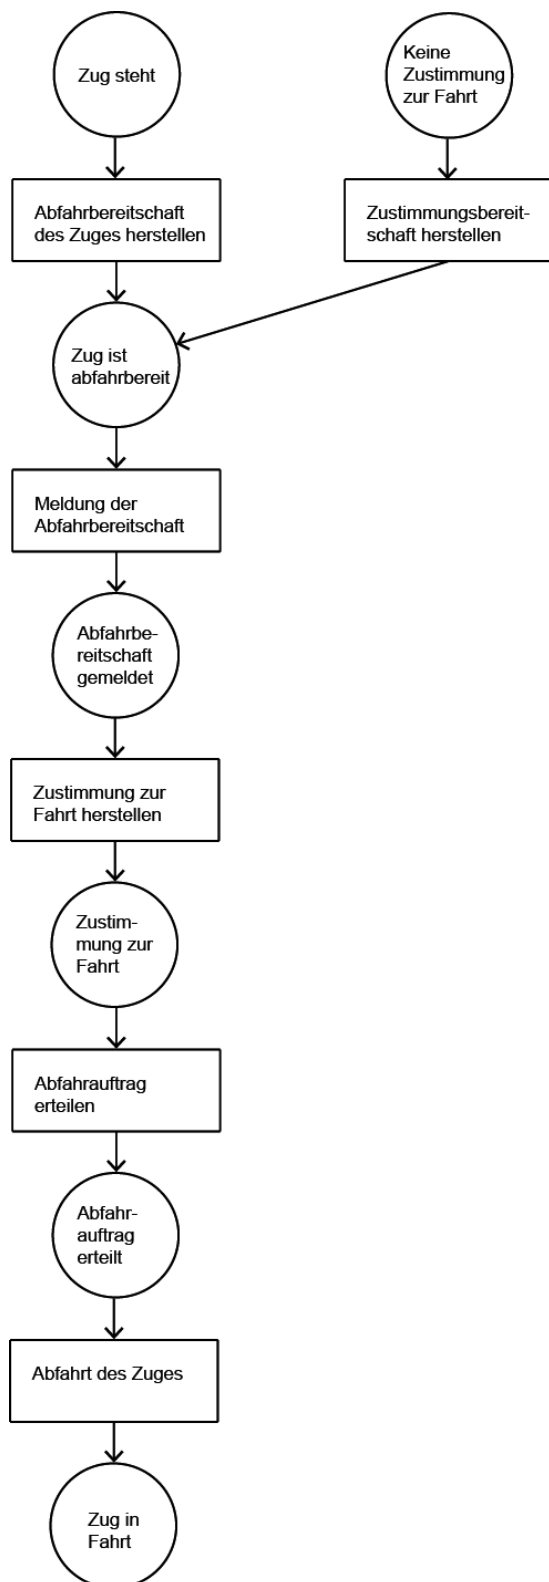 Zug steht
Keine
Zustimmung
zur Fahrt
Abfahrbereitschaft
des Zuges herstellen
Zustimmungsbereit-
schaft herstellen
Zug ist
abfahrbereit
Meldung der
Abfahrbereitschaft
Abfahrbe-
reitschaft
gemeldet
Zustimmung zur
Fahrt herstellen
Zustim-
mung zur
Fahrt
Abfahrauftrag
erteilen
Abfahr-
auftrag
erteilt
Abfahrt des Zuges
Zug in
Fahrt